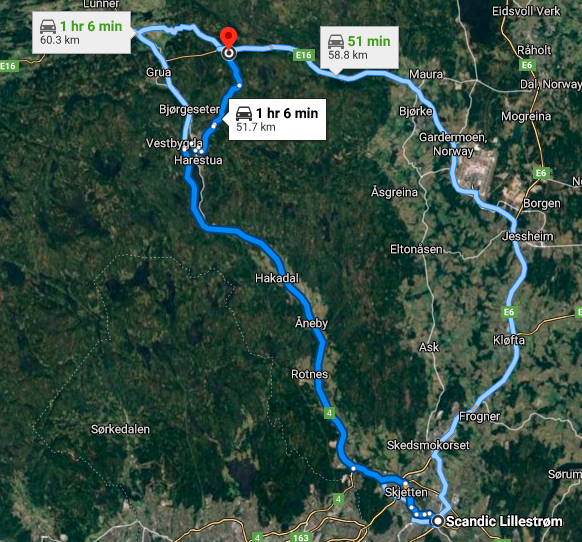 Lunner
1 hr 6 min
60.3 km
E16
Grua
E16
51 min
58.8 km
Eidsvoll Verk
Råholt
E6
Dal, Norway
Maura
Bjørgeseter
1 hr 6 min
51.7 km
Bjørke
Mogreina
Vestbygda
Harestua
Gardermoen,
Norway
E6
Åsgreina
Borgen
Jessheim
Eltonåsen
Hakadal
E6
Åneby
Kløfta
Ask
Rotnes
4
Frogner
Sørkedalen
Skedsmokorset
Skjetten
4
Scandic Lillestrøm
4
163